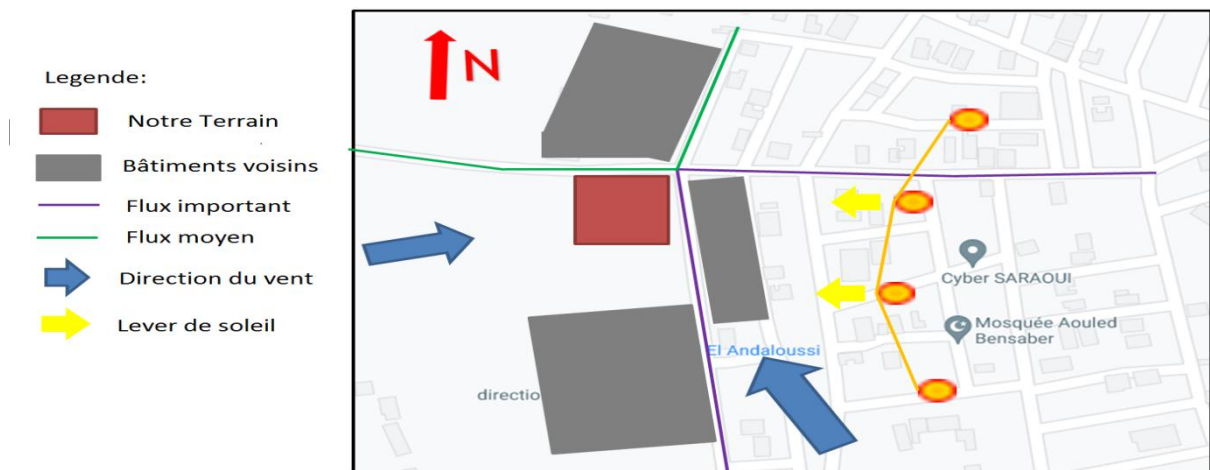 Legende:
Notre Terrain
Bâtiments voisins
Flux important
Flux moyen
Direction du vent
Lever de soleil
N
Cyber SARAOUI
Mosquée Aouled
Bensaber
El Andaloussi
directio